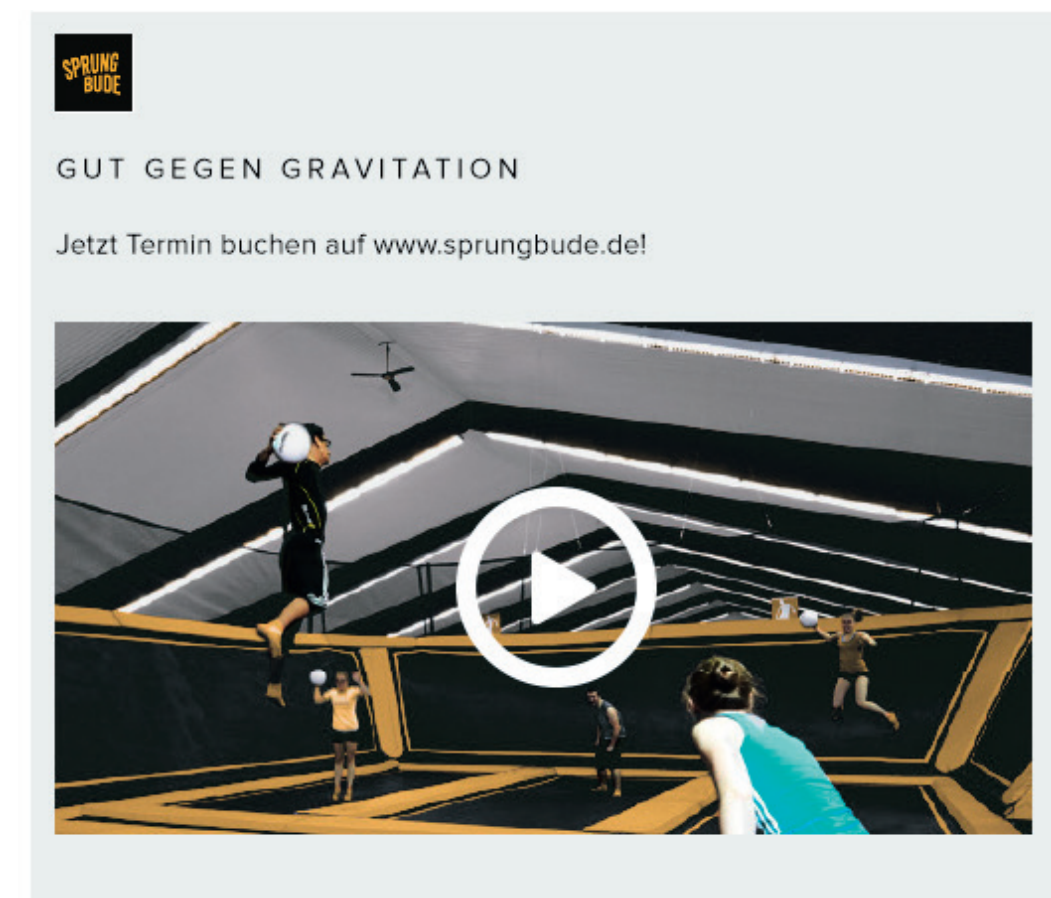 SPRUNG
BUDE
GUT GEGEN GRAVITATION
Jetzt Termin buchen auf www.sprungbude.de!